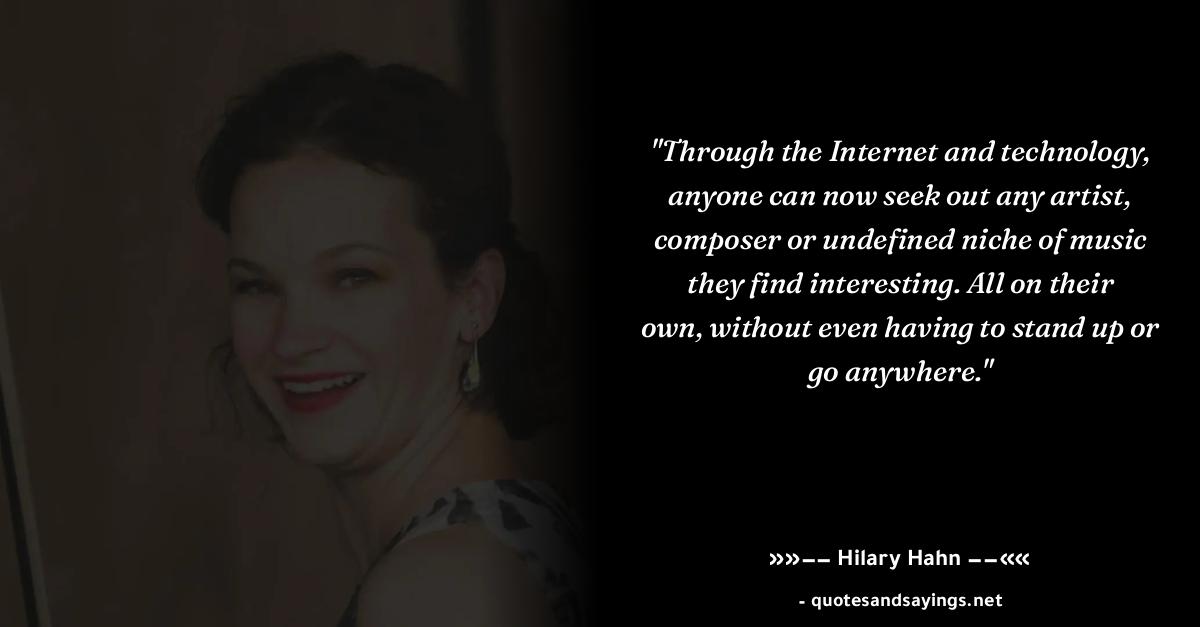 "Through the Internet and technology,
anyone can now seek out any artist,
composer or undefined niche of music
they find interesting. All on their
own, without even having to stand up or
go anywhere."
»»−− Hilary Hahn −−««
- quotesandsayings.net